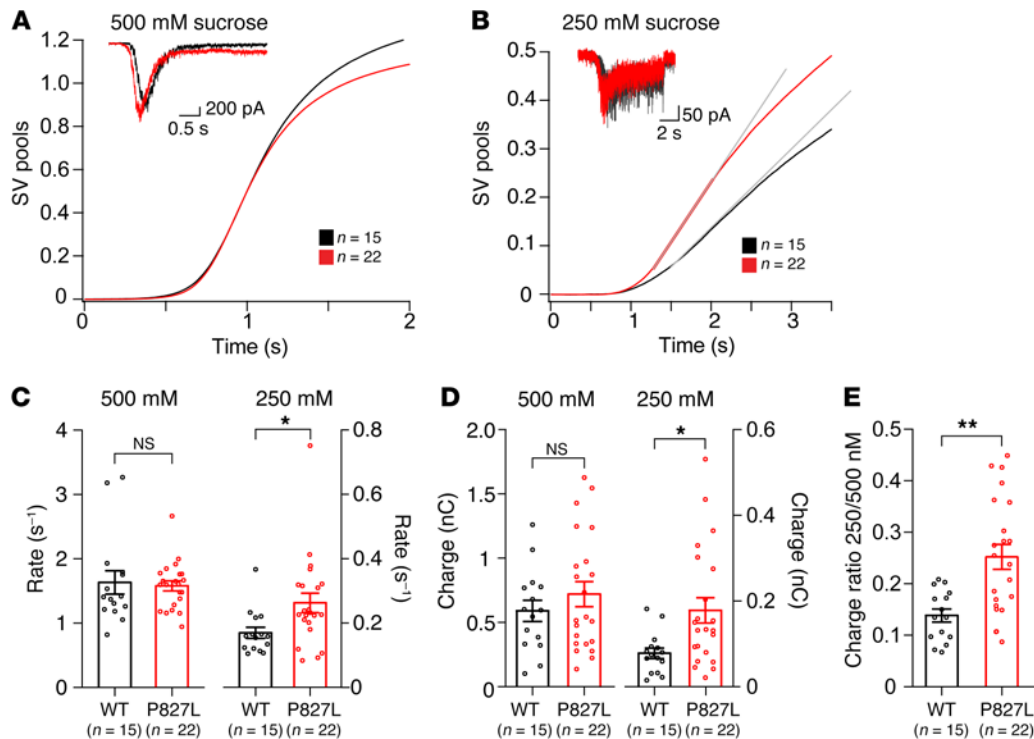 A
500 mM sucrose
1.2
1.0
0.8
0.6
0.4
0.2
0
SV pools
200 pA
0.5 s
n = 15
n = 22
0
1
2
Time (s)
B
250 mM sucrose
0.5
0.4
0.3
0.2
0.1
0
SV pools
50 pA
2 s
n = 15
n = 22
0
1
2
3
Time (s)
C
500 mM
250 mM
4
3
2
1
0
Rate (s⁻¹)
NS
*
0.8
0.6
0.4
0.2
0
Rate (s⁻¹)
WT
P827L
WT
P827L
(n = 15)
(n = 22)
(n = 15)
(n = 22)
D
500 mM
250 mM
2.0
1.5
1
0.5
0
Charge (nC)
NS
*
0.6
0.4
0.2
0
Charge (nC)
WT
P827L
WT
P827L
(n = 15)
(n = 22)
(n = 15)
(n = 22)
E
0.5
0.4
0.3
0.2
0.1
0
Charge ratio 250/500 nM
**
WT
P827L
(n = 15)
(n = 22)